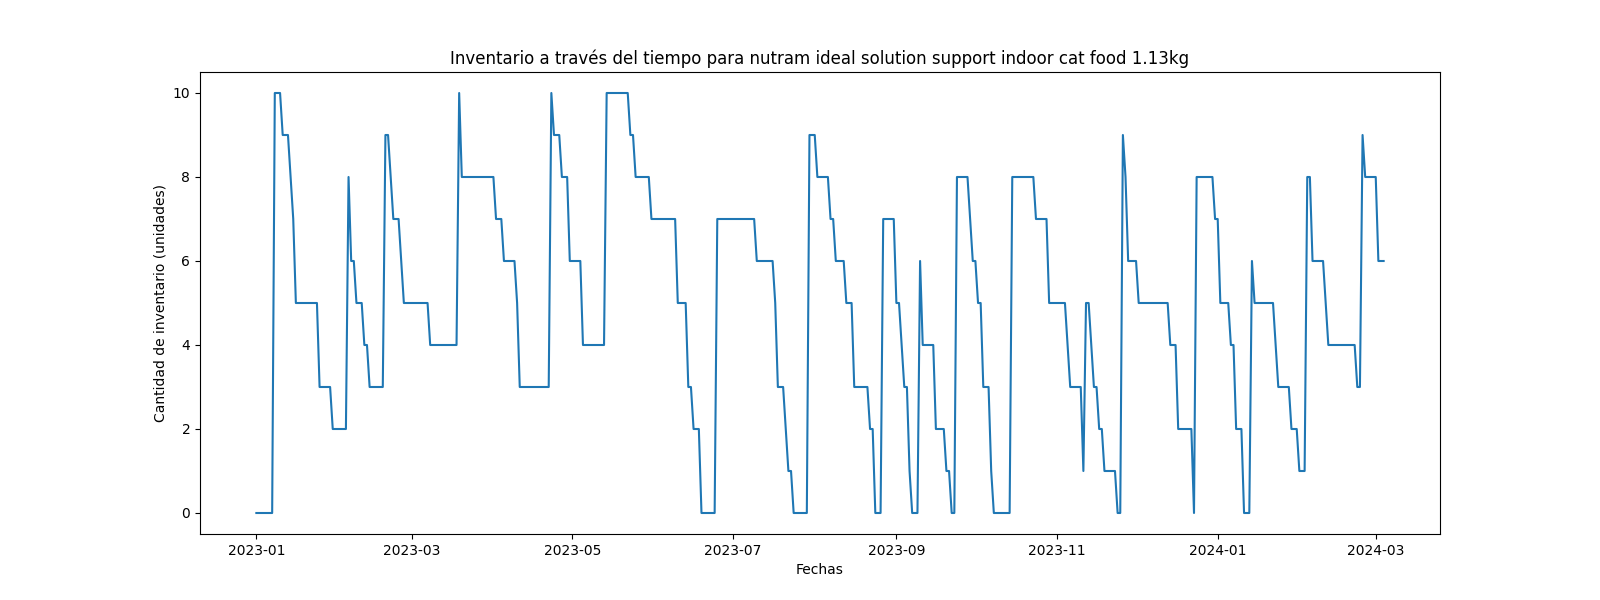 Inventario a través del tiempo para nutram ideal solution support indoor cat food 1.13kg
Cantidad de inventario (unidades)
10
8
6
4
2
0
2023-01 2023-03 2023-05 2023-07 2023-09 2023-11 2024-01 2024-03
Fechas